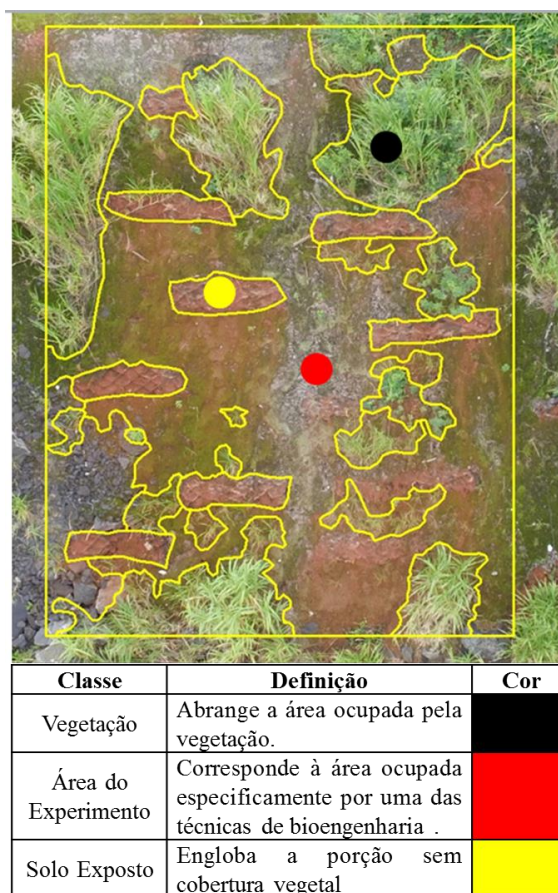 Classe Definição Cor
Vegetação
Abrange a área ocupada pela
vegetação.
Área do
Experimento
Corresponde à área ocupada
especificamente por uma das
técnicas de bioengenharia .
Solo Exposto
Engloba a porção sem
cobertura vegetal